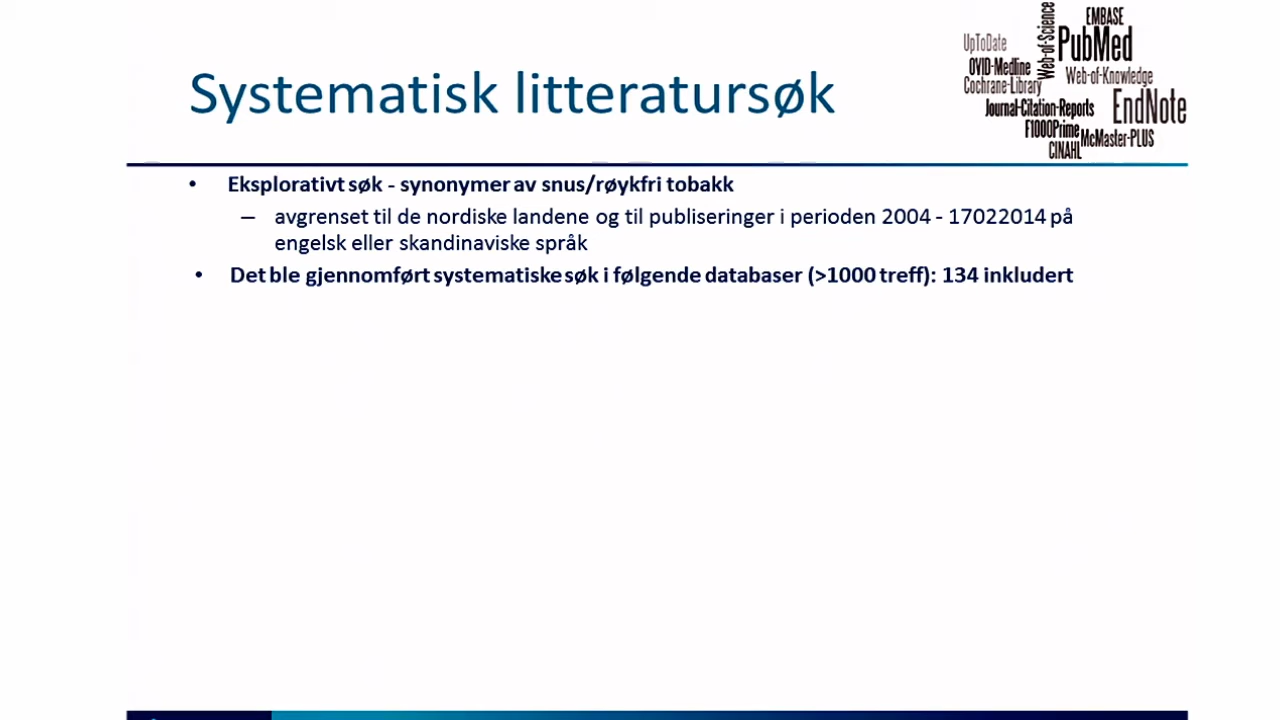 Systematisk litteratursøk
EMBASE
UpToDate
Web-of-Science
PubMed
OVID-Medline
Web-of-Knowledge
Cochrane-Library
Journal-Citation-Reports
EndNote
F1000Prime
McMaster-PLUS
CINAHL
• Eksplorativt søk - synonymer av snus/røykfri tobakk
– avgrenset til de nordiske landene og til publiseringer i perioden 2004 - 17022014 på
engelsk eller skandinaviske språk
• Det ble gjennomført systematiske søk i følgende databaser (>1000 treff): 134 inkludert